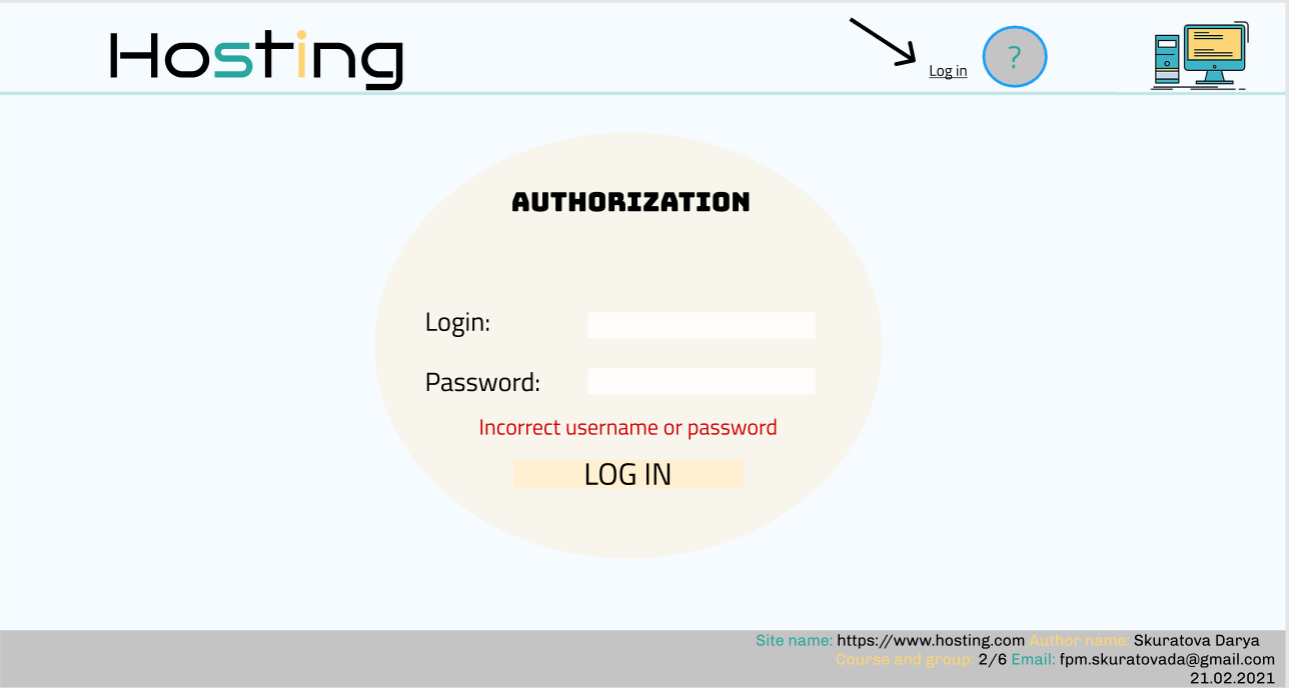 Hosting
Log in
?
AUTHORIZATION
Login:
Password:
Incorrect username or password
LOG IN
Site name: https://www.hosting.com Author name: Skuratova Darya
Course and group: 2/6 Email: fpm.skuratovada@gmail.com
21.02.2021